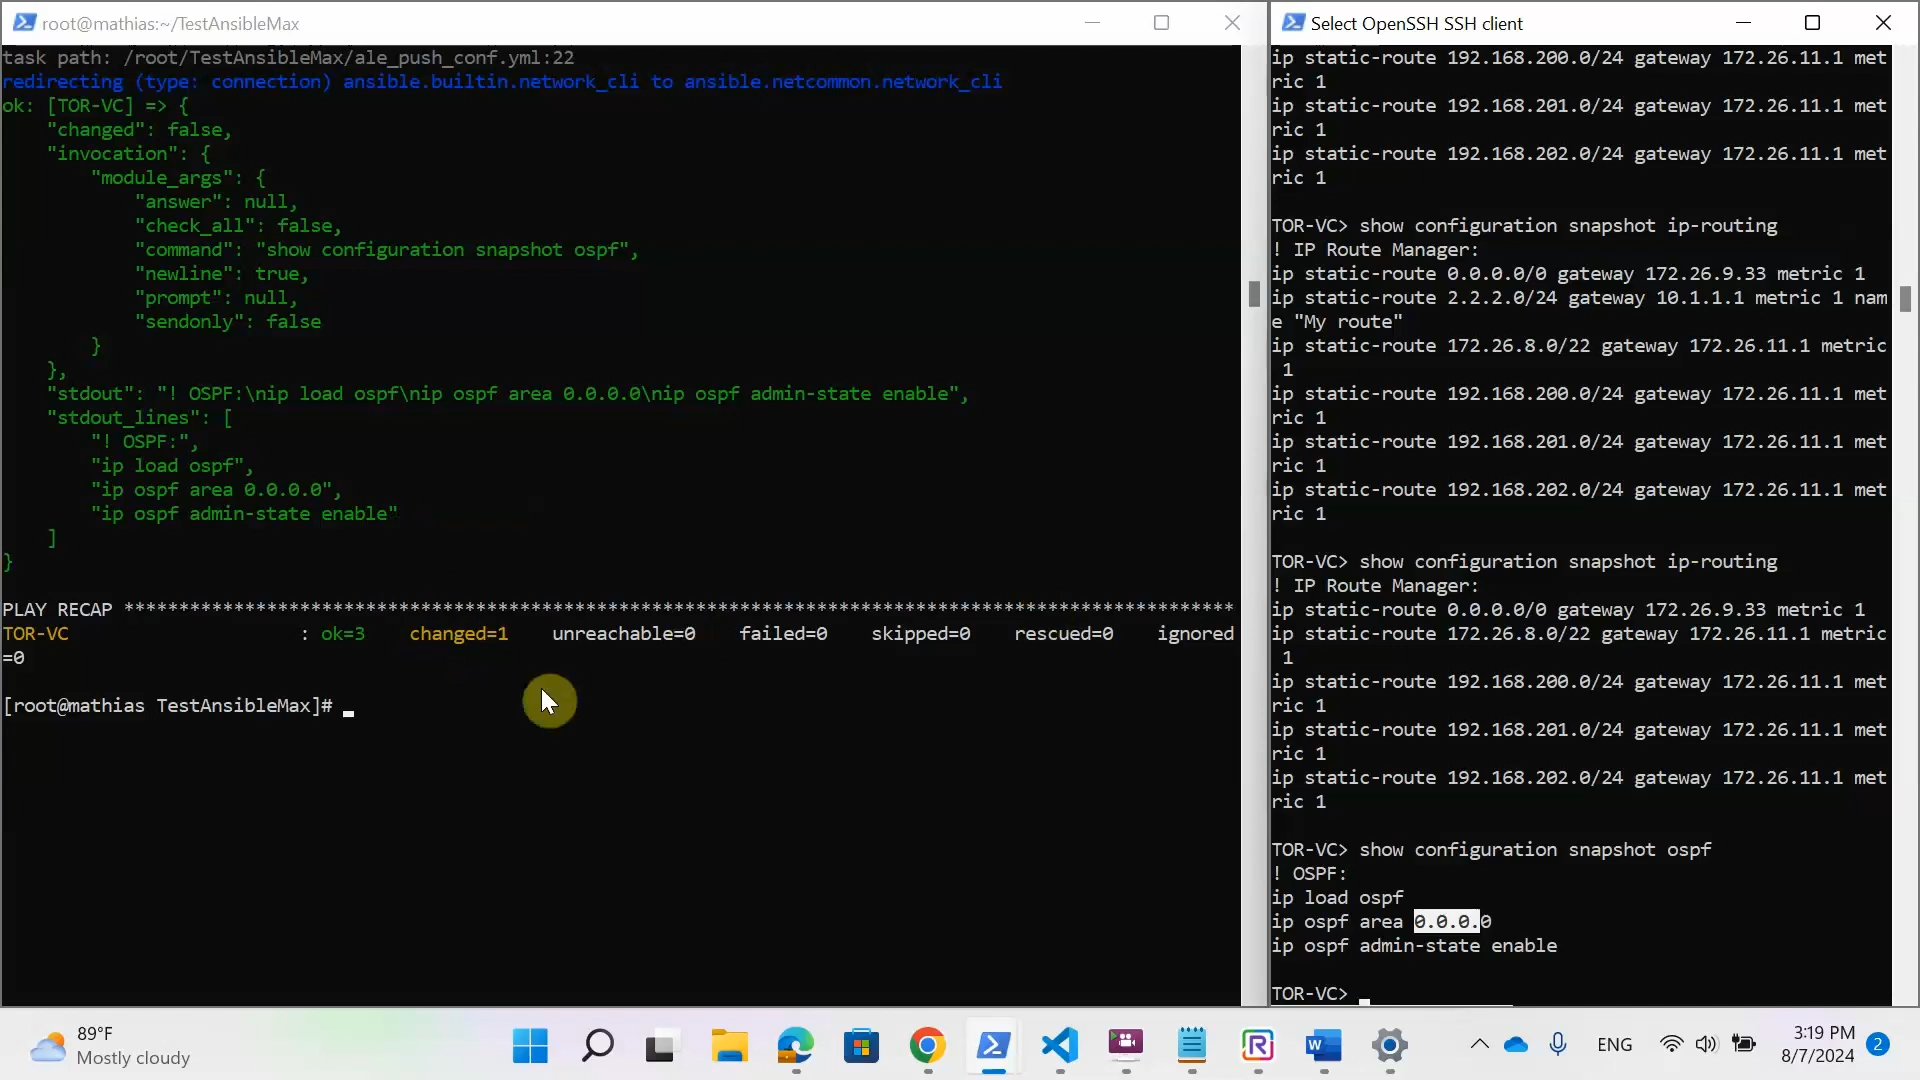 root@mathias:~/TestAnsibleMax
task path: /root/TestAnsibleMax/ale_push_conf.yml:22
redirecting (type: connection) ansible.builtin.network_cli to ansible.netcommon.network_cli
ok: [TOR-VC] => {
"changed": false,
"invocation": {
"module_args": {
"answer": null,
"check_all": false,
"command": "show configuration snapshot ospf",
"newline": true,
"prompt": null,
"sendonly": false
}
},
"stdout": "! OSPF:\nip load ospf\nip ospf area 0.0.0.0\nip ospf admin-state enable",
"stdout_lines": [
"! OSPF:",
"ip load ospf",
"ip ospf area 0.0.0.0",
"ip ospf admin-state enable"
]
}
PLAY RECAP *****************************************************************************************************
TOR-VC : ok=3 changed=1 unreachable=0 failed=0 skipped=0 rescued=0 ignored
=0
[root@mathias TestAnsibleMax]#
Select OpenSSH SSH client
ip static-route 192.168.200.0/24 gateway 172.26.11.1 met
ric 1
ip static-route 192.168.201.0/24 gateway 172.26.11.1 met
ric 1
ip static-route 192.168.202.0/24 gateway 172.26.11.1 met
ric 1
TOR-VC> show configuration snapshot ip-routing
! IP Route Manager:
ip static-route 0.0.0.0/0 gateway 172.26.9.33 metric 1
ip static-route 2.2.2.0/24 gateway 10.1.1.1 metric 1 nam
e "My route"
ip static-route 172.26.8.0/22 gateway 172.26.11.1 metric
1
ip static-route 192.168.200.0/24 gateway 172.26.11.1 met
ric 1
ip static-route 192.168.201.0/24 gateway 172.26.11.1 met
ric 1
ip static-route 192.168.202.0/24 gateway 172.26.11.1 met
ric 1
TOR-VC> show configuration snapshot ip-routing
! IP Route Manager:
ip static-route 0.0.0.0/0 gateway 172.26.9.33 metric 1
ip static-route 172.26.8.0/22 gateway 172.26.11.1 metric
1
ip static-route 192.168.200.0/24 gateway 172.26.11.1 met
ric 1
ip static-route 192.168.201.0/24 gateway 172.26.11.1 met
ric 1
ip static-route 192.168.202.0/24 gateway 172.26.11.1 met
ric 1
TOR-VC> show configuration snapshot ospf
! OSPF:
ip load ospf
ip ospf area 0.0.0.0
ip ospf admin-state enable
TOR-VC>
89°F
Mostly cloudy
ENG
3:19 PM
8/7/2024
2